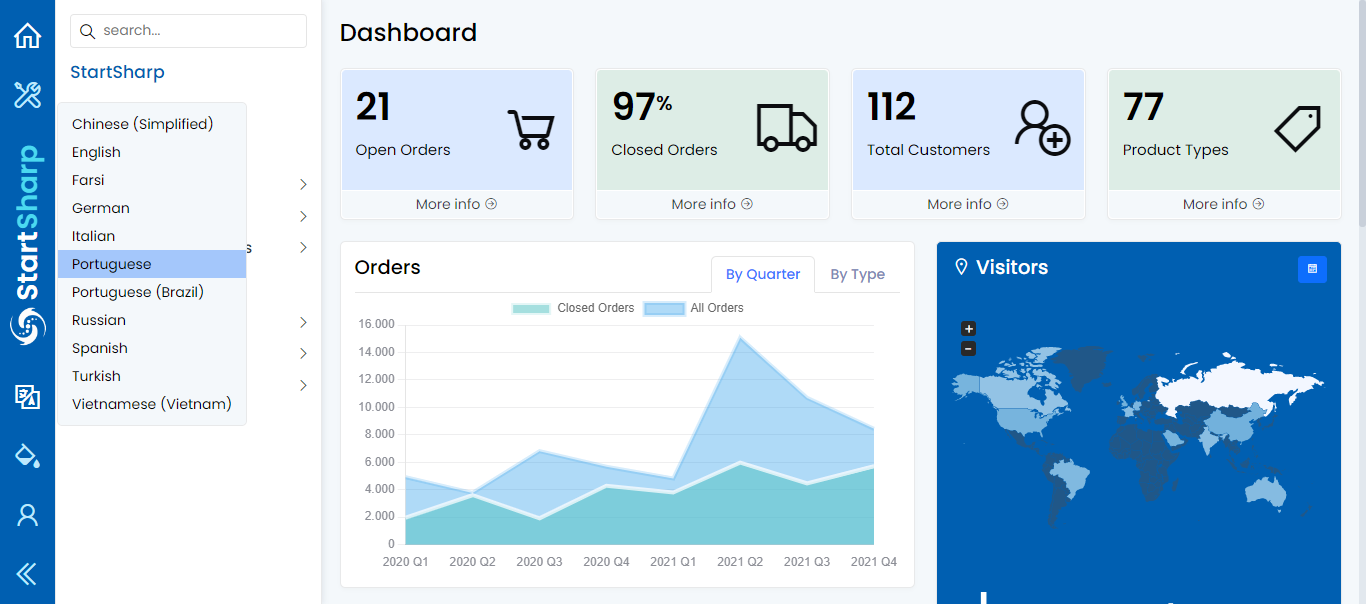 search...
StartSharp
StartSharp
Chinese (Simplified)
English
Farsi
German
Italian
Portuguese
Portuguese (Brazil)
Russian
Spanish
Turkish
Vietnamese (Vietnam)
s
Dashboard
21
Open Orders
More info
97%
Closed Orders
More info
112
Total Customers
More info
77
Product Types
More info
Orders
By Quarter By Type
Closed Orders All Orders
16.000
14.000
12.000
10.000
8.000
6.000
4.000
2.000
0
2020 Q1 2020 Q2 2020 Q3 2020 Q4 2021 Q1 2021 Q2 2021 Q3 2021 Q4
Visitors
+
−